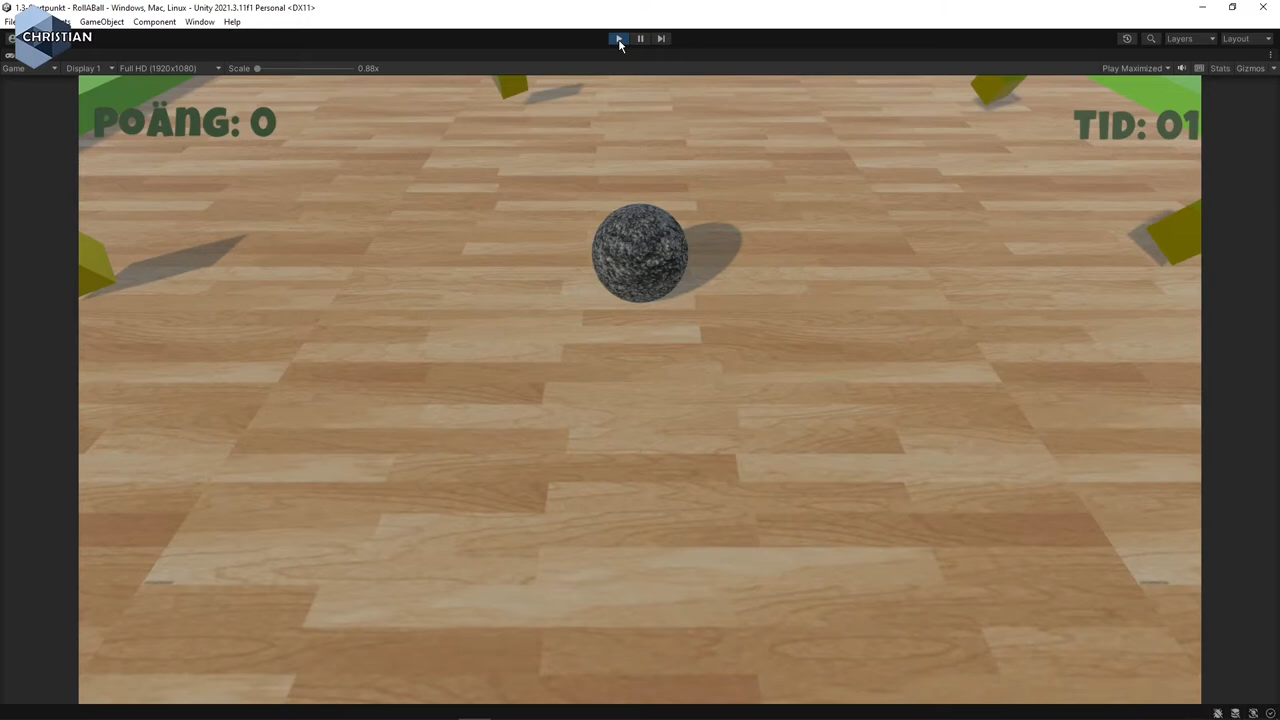 1.3-Startpunkt - RollABall - Windows, Mac, Linux - Unity 2021.3.11f1 Personal <DX11>
GameObject Component Window Help
CHRISTIAN
Layers Layout
Game Display 1 Full HD (1920x1080) Scale 0.88x Play Maximized Stats Gizmos
POÄNG: 0
TID: 01